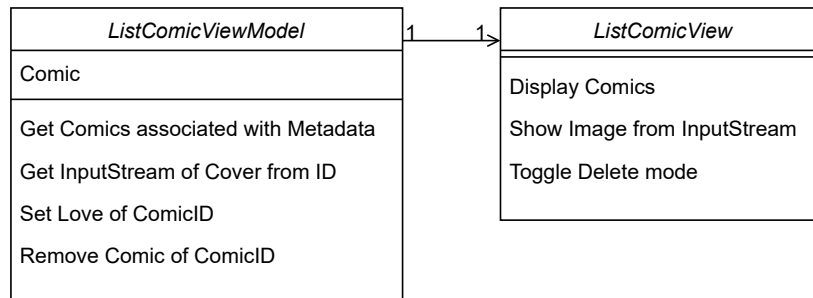 ListComicViewModel
Comic
Get Comics associated with Metadata
Get InputStream of Cover from ID
Set Love of ComicID
Remove Comic of ComicID
1 1
ListComicView
Display Comics
Show Image from InputStream
Toggle Delete mode